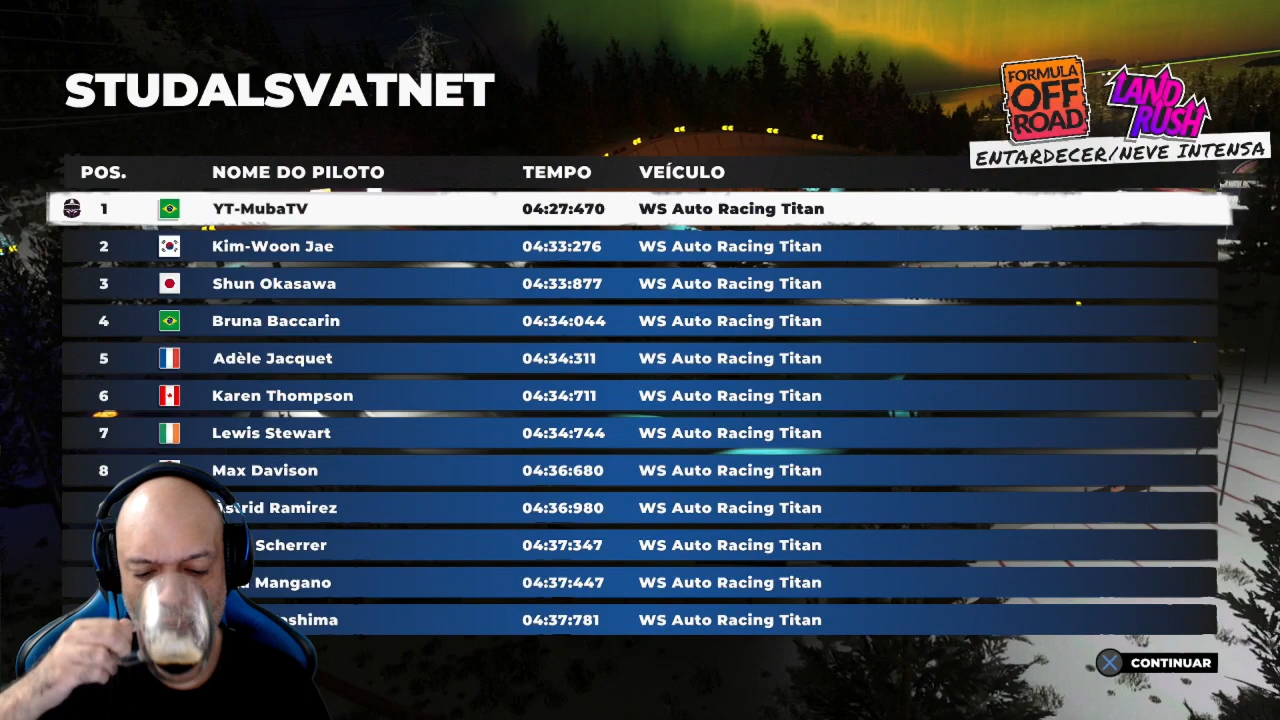 STUDALSVATNET
FORMULA
OFF
ROAD
LAND
RUSH
ENTARDECER/NEVE INTENSA
POS. NOME DO PILOTO TEMPO VEÍCULO
1 YT-MubaTV 04:27:470 WS Auto Racing Titan
2 Kim-Woon Jae 04:33:276 WS Auto Racing Titan
3 Shun Okasawa 04:33:877 WS Auto Racing Titan
4 Bruna Baccarin 04:34:044 WS Auto Racing Titan
5 Adèle Jacquet 04:34:311 WS Auto Racing Titan
6 Karen Thompson 04:34:711 WS Auto Racing Titan
7 Lewis Stewart 04:34:744 WS Auto Racing Titan
8 Max Davison 04:36:680 WS Auto Racing Titan
Astrid Ramirez 04:36:980 WS Auto Racing Titan
Scherrer 04:37:347 WS Auto Racing Titan
Mangano 04:37:447 WS Auto Racing Titan
04:37:781 WS Auto Racing Titan
CONTINUAR